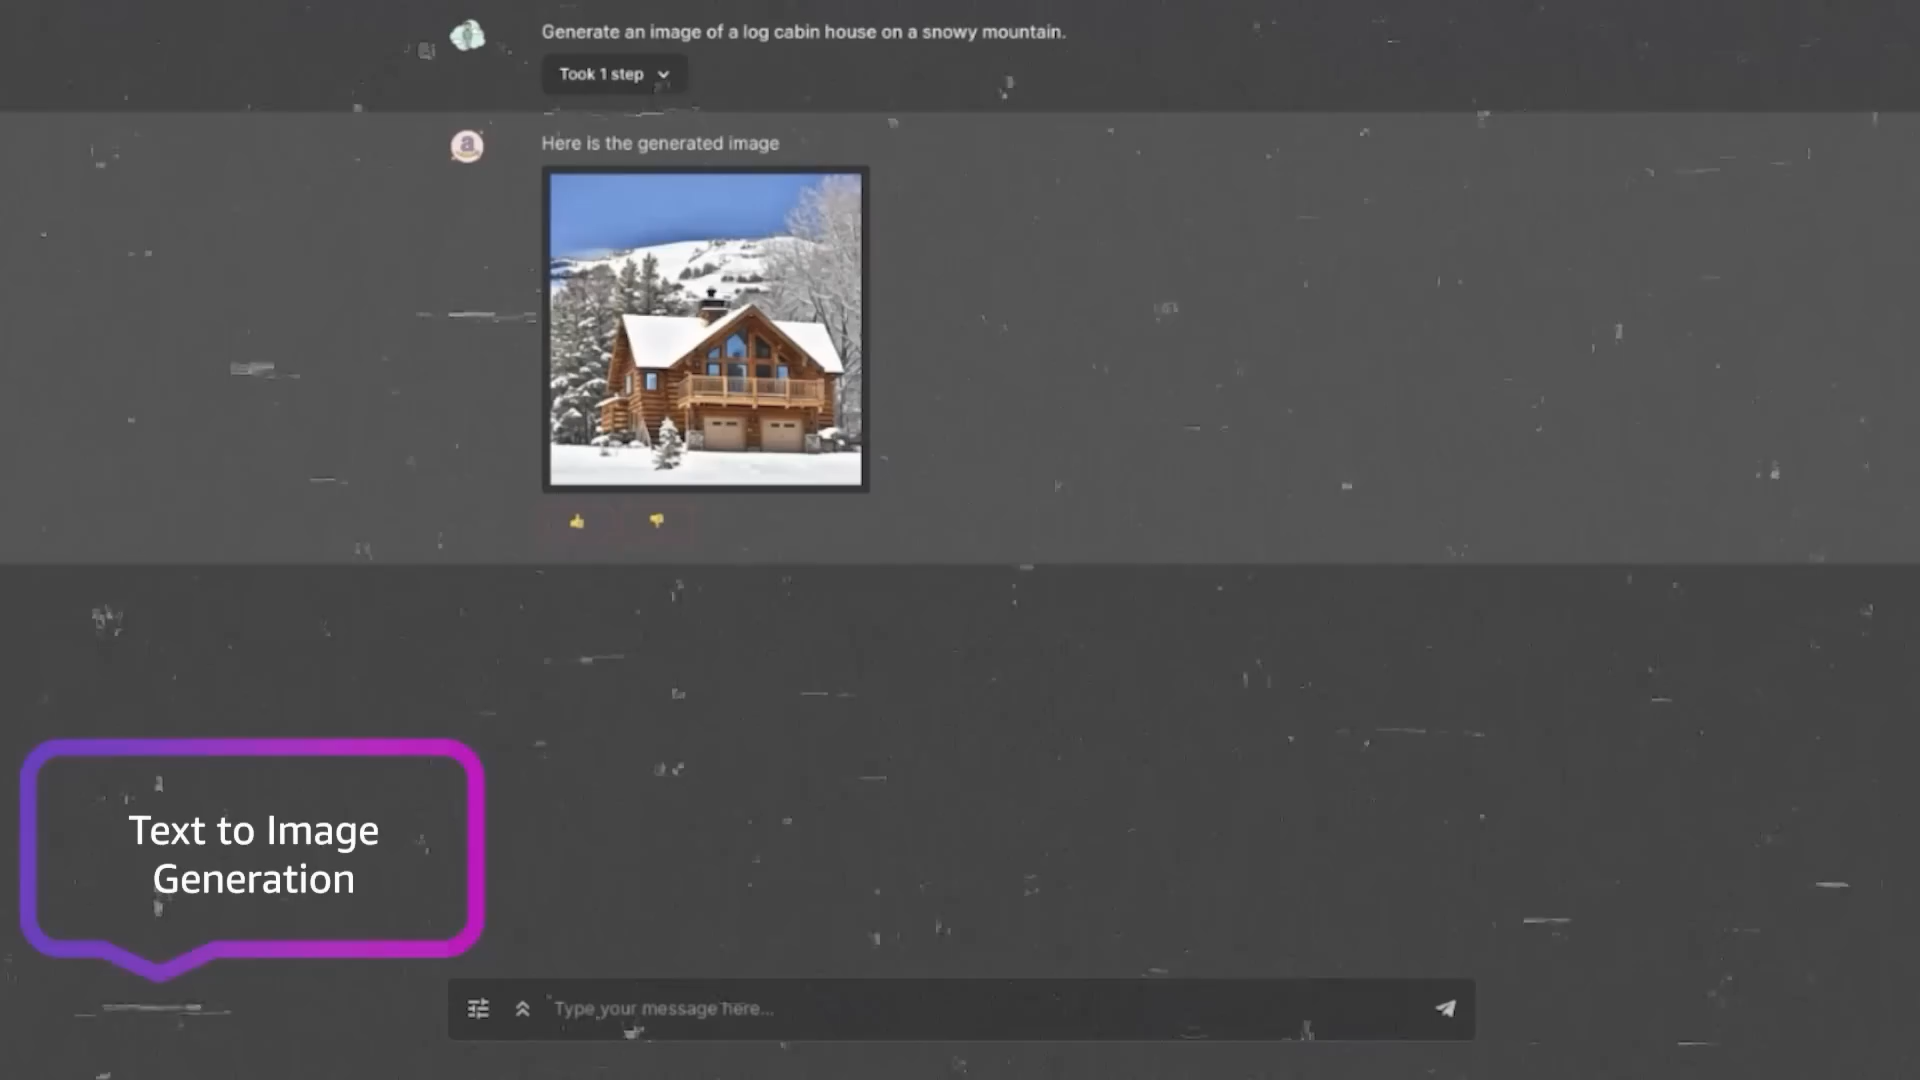 Generate an image of a log cabin house on a snowy mountain.
Took 1 step
a
Here is the generated image
Text to Image
Generation
Type your message here...